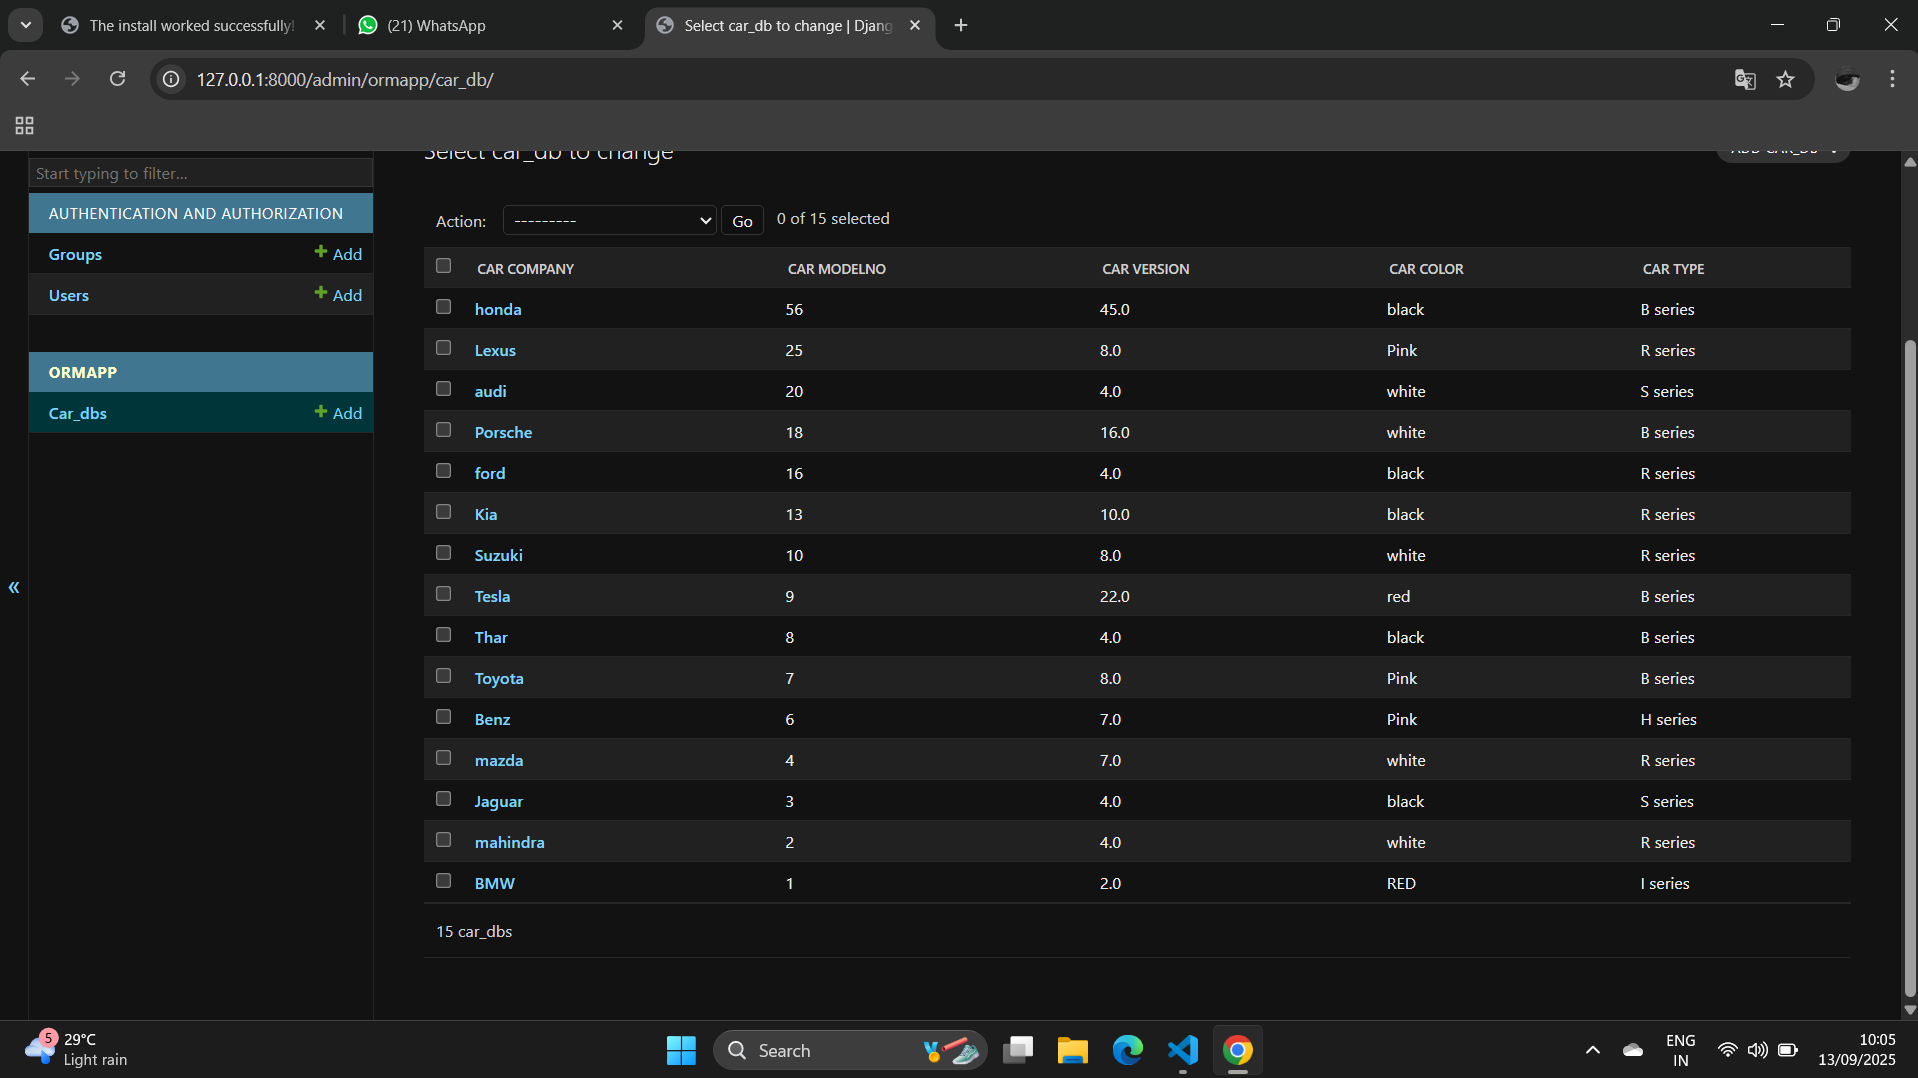 The install worked successfully!
(21) WhatsApp
Select car_db to change | Djang
127.0.0.1:8000/admin/ormapp/car_db/
Select car_db to change
ADD CAR_DB +
Start typing to filter...
AUTHENTICATION AND AUTHORIZATION
Groups + Add
Users + Add
ORMAPP
Car_dbs + Add
«
Action: --------- Go 0 of 15 selected
CAR COMPANY CAR MODELNO CAR VERSION CAR COLOR CAR TYPE
honda 56 45.0 black B series
Lexus 25 8.0 Pink R series
audi 20 4.0 white S series
Porsche 18 16.0 white B series
ford 16 4.0 black R series
Kia 13 10.0 black R series
Suzuki 10 8.0 white R series
Tesla 9 22.0 red B series
Thar 8 4.0 black B series
Toyota 7 8.0 Pink B series
Benz 6 7.0 Pink H series
mazda 4 7.0 white R series
Jaguar 3 4.0 black S series
mahindra 2 4.0 white R series
BMW 1 2.0 RED I series
15 car_dbs
5
29°C
Light rain
Search
ENG
IN
10:05
13/09/2025